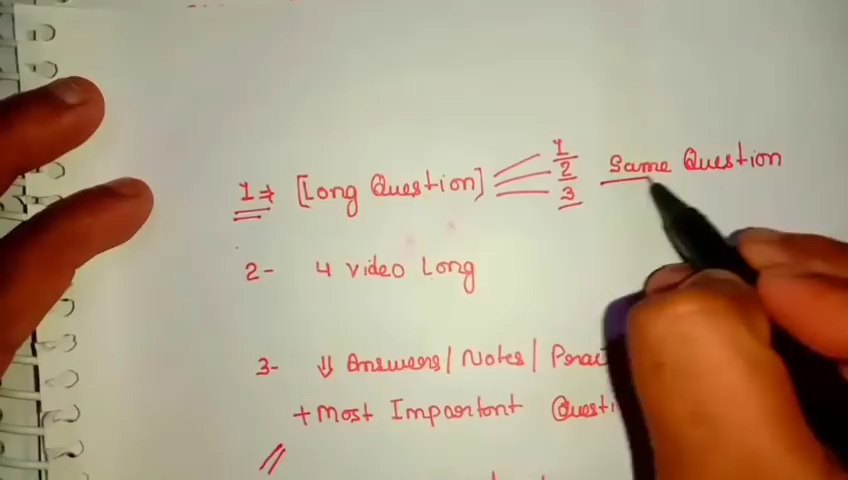 1⇒ [Long Question] 1 2 3 Same Question
2- 4 Video Long
3- ⇓ Answers/Notes/
+ Most Important